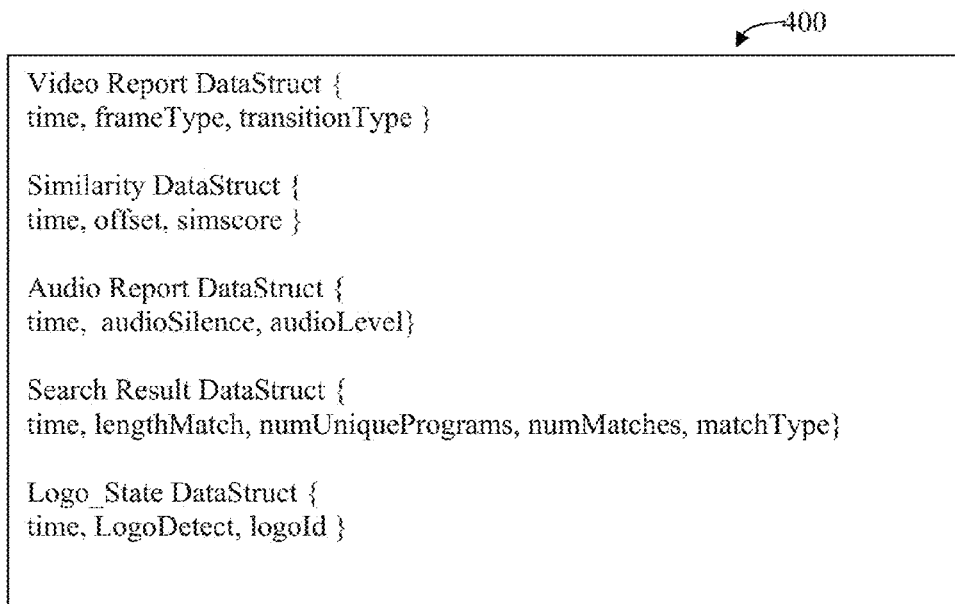 400
Video Report DataStruct {
time, frameType, transitionType }
Similarity DataStruct {
time, offset, simscore }
Audio Report DataStruct {
time,  audioSilence, audioLevel}
Search Result DataStruct {
time, lengthMatch, numUniquePrograms, numMatches, matchType}
Logo_State DataStruct {
time, LogoDetect, logoId }